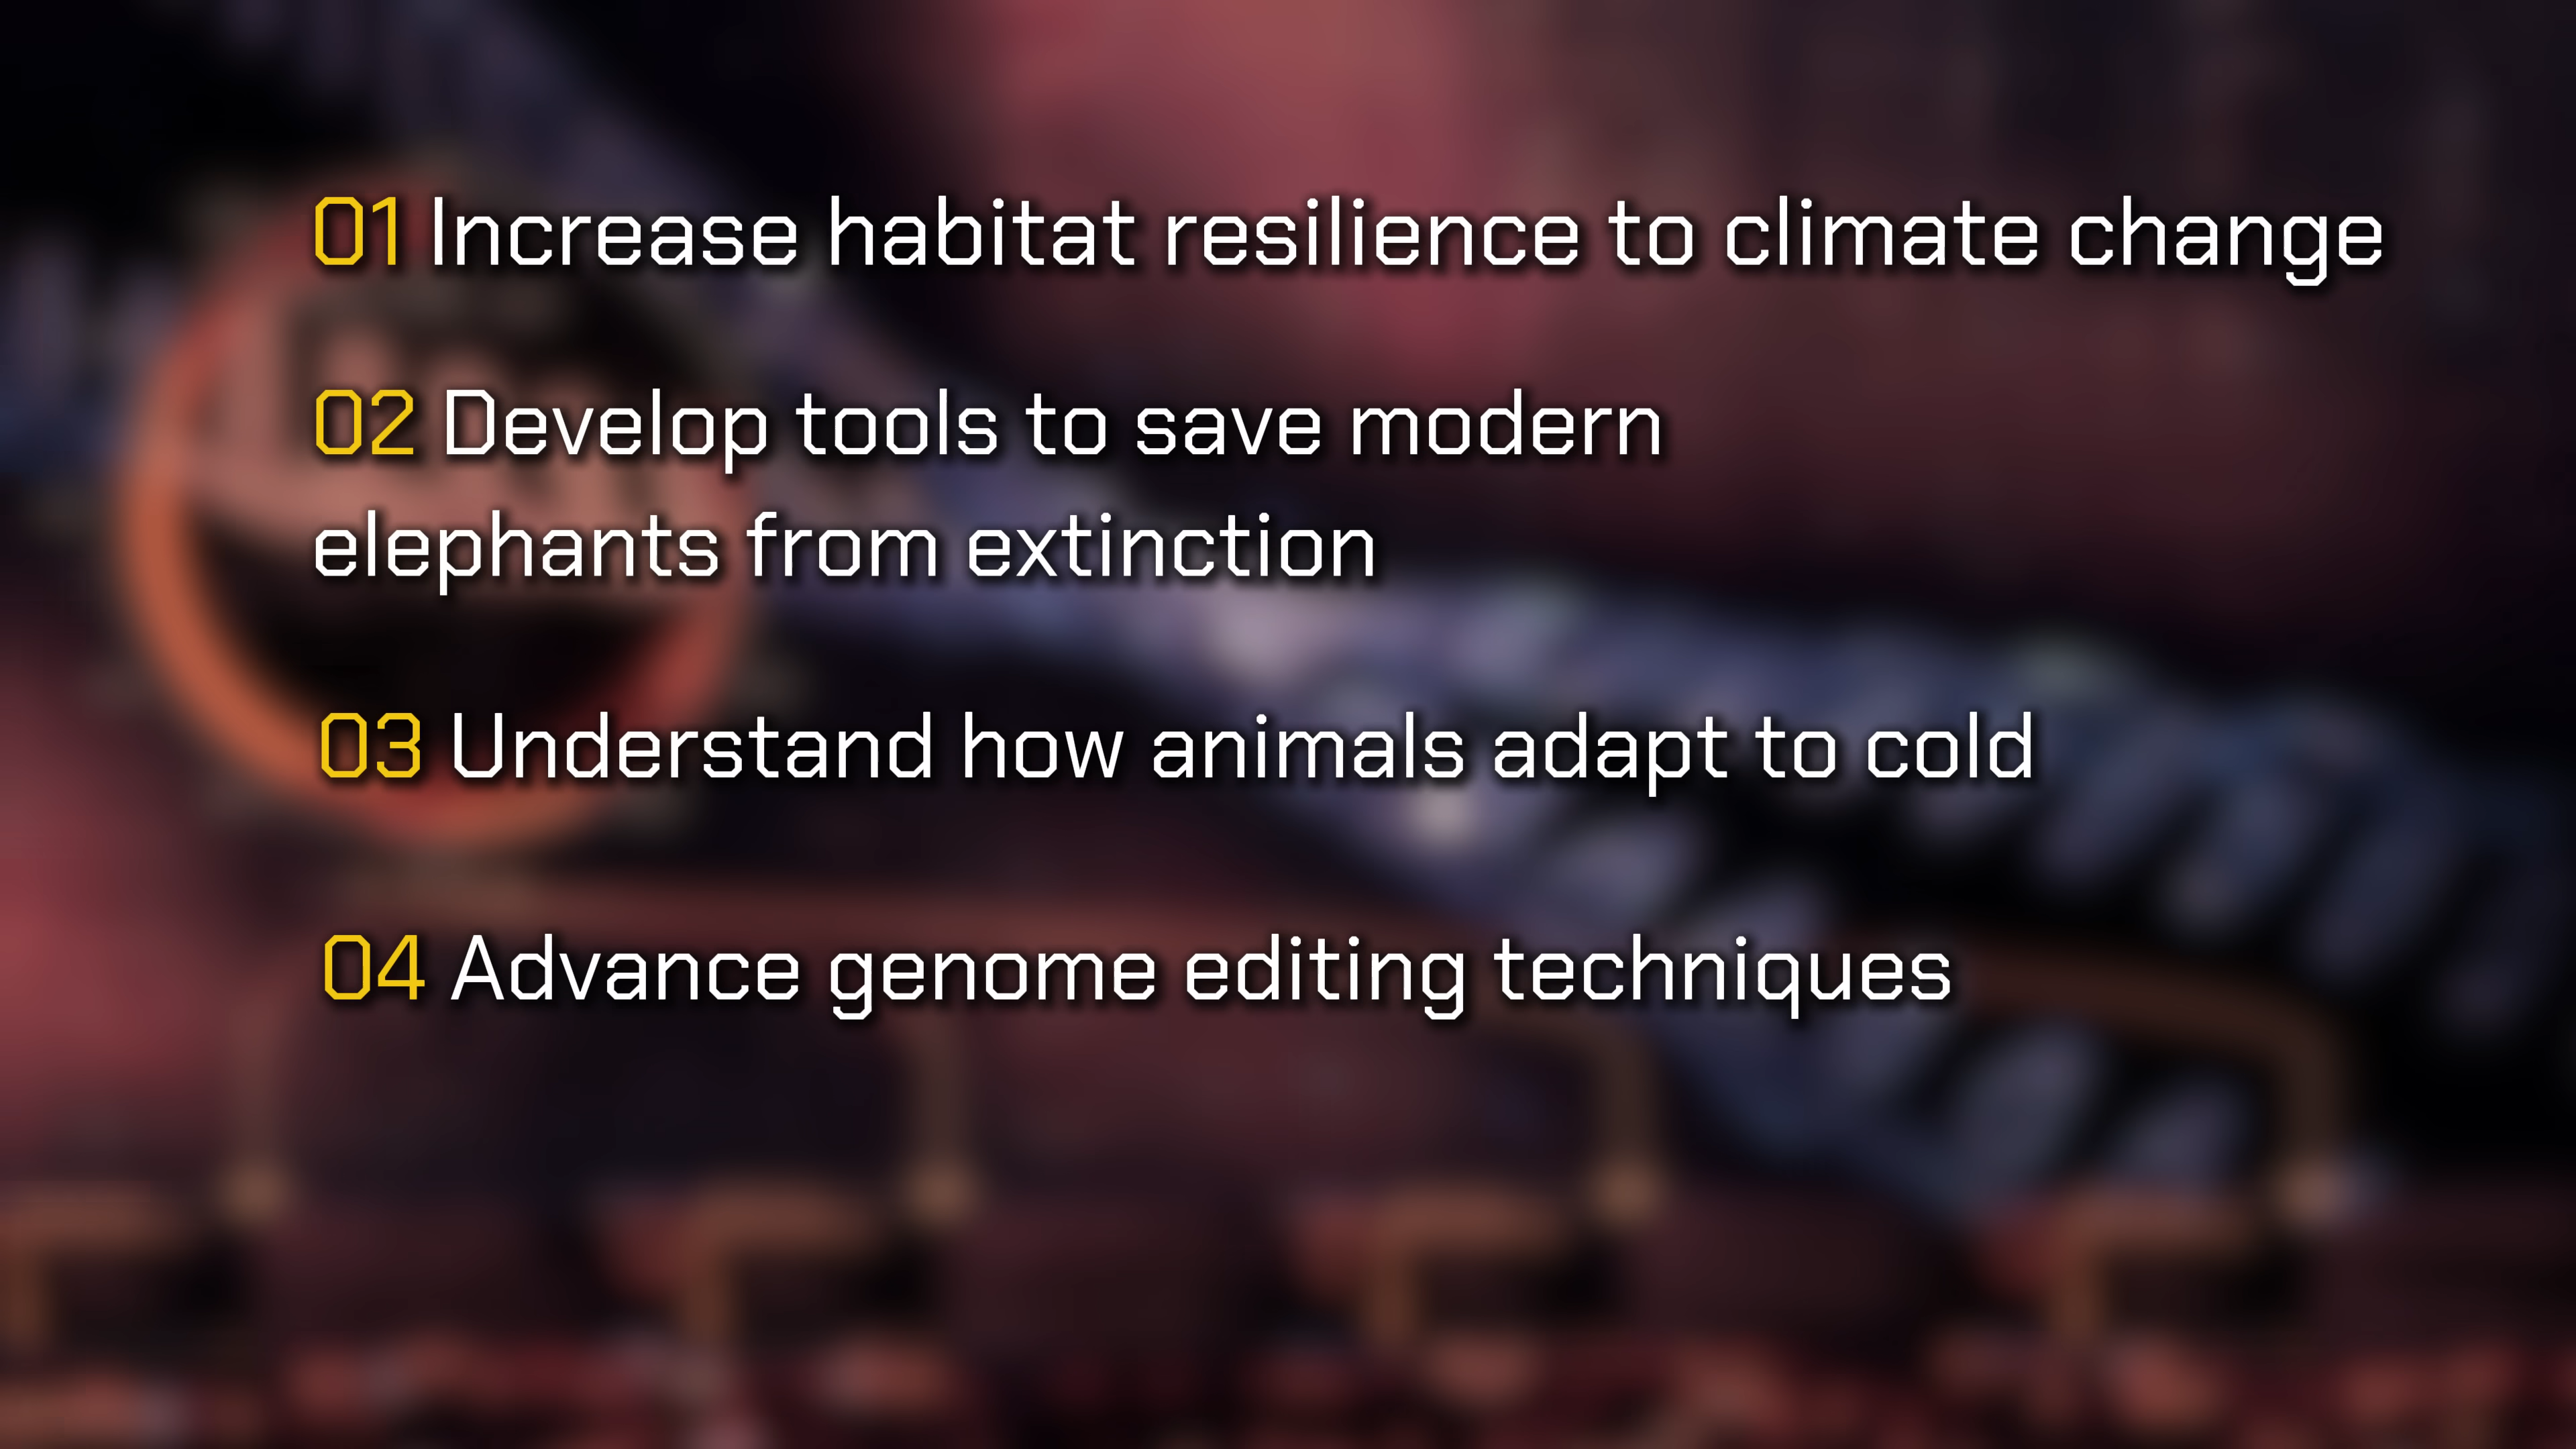 01 Increase habitat resilience to climate change
02 Develop tools to save modern
elephants from extinction
03 Understand how animals adapt to cold
04 Advance genome editing techniques